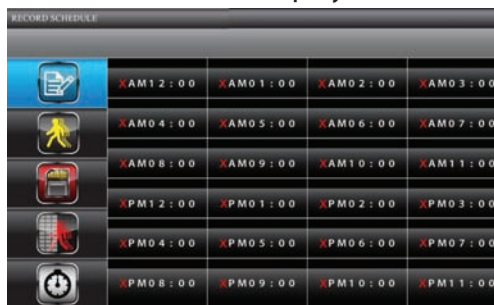 RECORD SCHEDULE
XAM12:00 XAM01:00 XAM02:00 XAM03:00
XAM04:00 XAM05:00 XAM06:00 XAM07:00
XAM08:00 XAM09:00 XAM10:00 XAM11:00
XPM12:00 XPM01:00 XPM02:00 XPM03:00
XPM04:00 XPM05:00 XPM06:00 XPM07:00
XPM08:00 XPM09:00 XPM10:00 XPM11:00